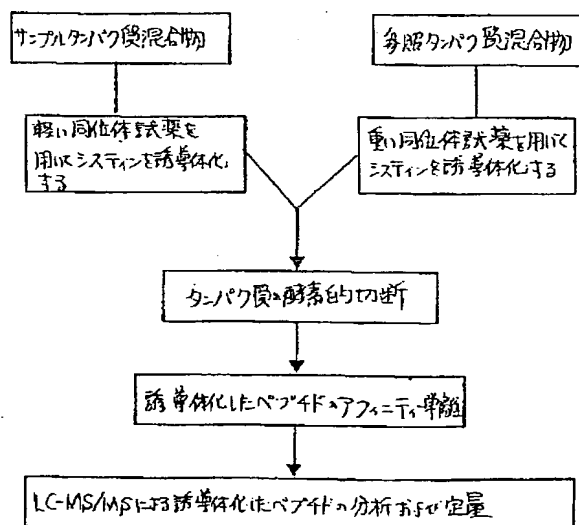 サンプルタンパク質混合物
参照タンパク質混合物
軽い同位体試薬を
用いてシスティンを誘導体化
する
重い同位体試薬を用いて
システィンを誘導体化する
タンパク質の酵素的切断
誘導体化したペプチドのアフィニティー単離
LC-MS/MSによる誘導体化したペプチドの分析および定量